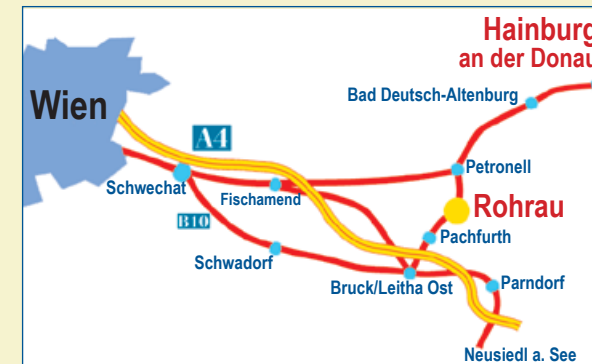 Hainburg
an der Donau
Bad Deutsch-Altenburg
Wien
A4
Petronell
Schwechat
Fischamend
Rohrau
B10
Pachfurth
Schwadorf
Bruck/Leitha Ost
Parndorf
Neusiedl a. See